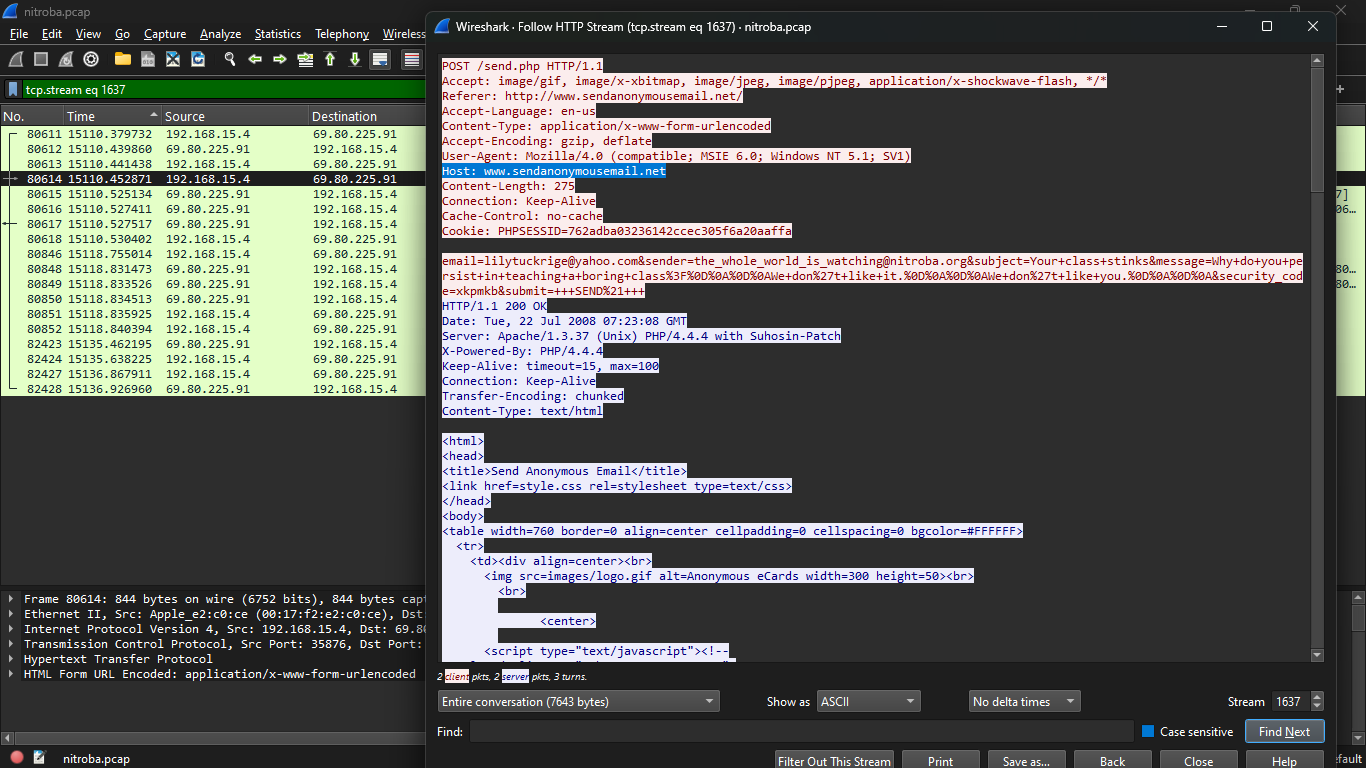 nitroba.pcap
File Edit View Go Capture Analyze Statistics Telephony Wireless
tcp.stream eq 1637
No. Time Source Destination
80611 15110.379732 192.168.15.4 69.80.225.91
80612 15110.439860 69.80.225.91 192.168.15.4
80613 15110.441438 192.168.15.4 69.80.225.91
80614 15110.452871 192.168.15.4 69.80.225.91
80615 15110.525134 69.80.225.91 192.168.15.4
80616 15110.527411 69.80.225.91 192.168.15.4
80617 15110.527517 69.80.225.91 192.168.15.4
80618 15110.530402 192.168.15.4 69.80.225.91
80846 15118.755014 192.168.15.4 69.80.225.91
80848 15118.831473 69.80.225.91 192.168.15.4
80849 15118.833526 69.80.225.91 192.168.15.4
80850 15118.834513 192.168.15.4 69.80.225.91
80851 15118.835925 69.80.225.91 192.168.15.4
80852 15118.840394 192.168.15.4 69.80.225.91
82423 15135.462195 69.80.225.91 192.168.15.4
82424 15135.638225 192.168.15.4 69.80.225.91
82427 15136.867911 192.168.15.4 69.80.225.91
82428 15136.926960 69.80.225.91 192.168.15.4
Frame 80614: 844 bytes on wire (6752 bits), 844 bytes capt
Ethernet II, Src: Apple_e2:c0:ce (00:17:f2:e2:c0:ce), Dst
Internet Protocol Version 4, Src: 192.168.15.4, Dst: 69.80
Transmission Control Protocol, Src Port: 35876, Dst Port:
Hypertext Transfer Protocol
HTML Form URL Encoded: application/x-www-form-urlencoded
nitroba.pcap
Wireshark · Follow HTTP Stream (tcp.stream eq 1637) · nitroba.pcap
POST /send.php HTTP/1.1
Accept: image/gif, image/x-xbitmap, image/jpeg, image/pjpeg, application/x-shockwave-flash, */*
Referer: http://www.sendanonymousemail.net/
Accept-Language: en-us
Content-Type: application/x-www-form-urlencoded
Accept-Encoding: gzip, deflate
User-Agent: Mozilla/4.0 (compatible; MSIE 6.0; Windows NT 5.1; SV1)
Host: www.sendanonymousemail.net
Content-Length: 275
Connection: Keep-Alive
Cache-Control: no-cache
Cookie: PHPSESSID=762adba03236142ccec305f6a20aaffa
email=lilytuckrige@yahoo.com&sender=the_whole_world_is_watching@nitroba.org&subject=Your+class+stinks&message=Why+do+you+pe
rsist+in+teaching+a+boring+class%3F%0D%0A%0D%0AWe+don%27t+like+it.%0D%0A%0D%0AWe+don%27t+like+you.%0D%0A%0D%0A&security_cod
e=xkpmkb&submit=+++SEND%21+++
HTTP/1.1 200 OK
Date: Tue, 22 Jul 2008 07:23:08 GMT
Server: Apache/1.3.37 (Unix) PHP/4.4.4 with Suhosin-Patch
X-Powered-By: PHP/4.4.4
Keep-Alive: timeout=15, max=100
Connection: Keep-Alive
Transfer-Encoding: chunked
Content-Type: text/html
<html>
<head>
<title>Send Anonymous Email</title>
<link href=style.css rel=stylesheet type=text/css>
</head>
<body>
<table width=760 border=0 align=center cellpadding=0 cellspacing=0 bgcolor=#FFFFFF>
<tr>
<td><div align=center><br>
<img src=images/logo.gif alt=Anonymous eCards width=300 height=50><br>
<br>
<center>
<script type="text/javascript"><!--
2 client pkts, 2 server pkts, 3 turns.
Entire conversation (7643 bytes) Show as ASCII No delta times Stream 1637
Find: Case sensitive Find Next
Filter Out This Stream Print Save as... Back Close Help